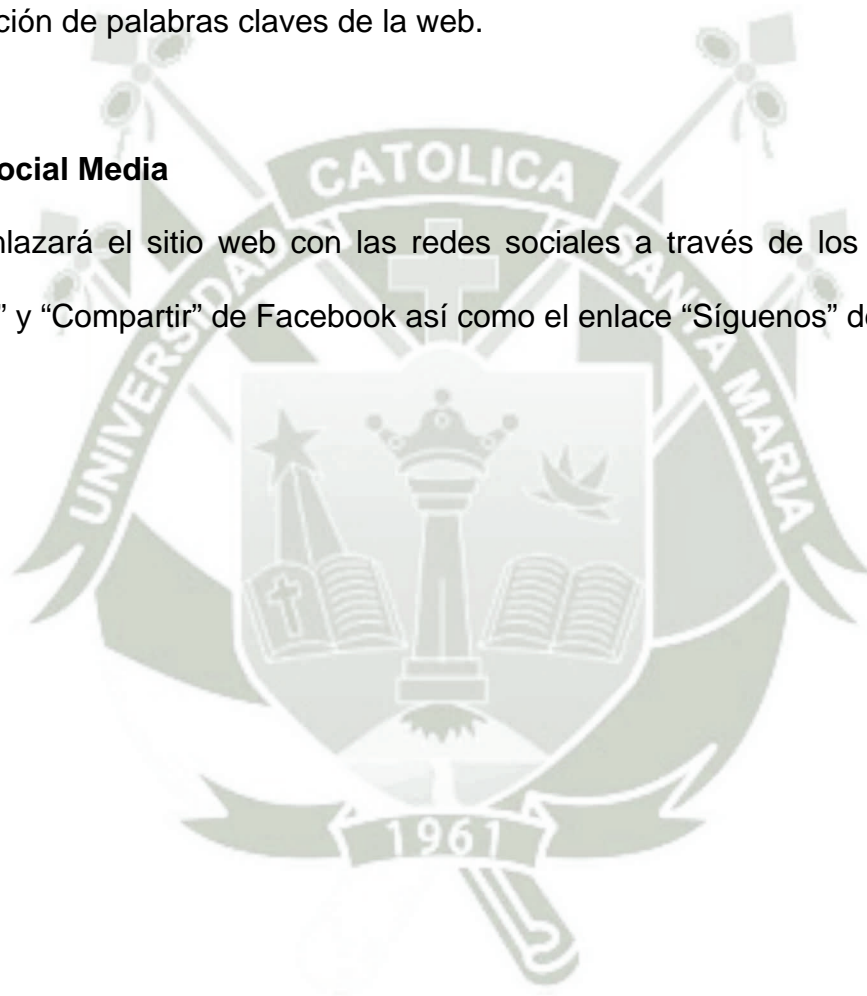 ción de palabras claves de la web.
ocial Media
nlazará el sitio web con las redes sociales a través de los
” y “Compartir” de Facebook así como el enlace “Síguenos” d
UNIVERSIDAD CATOLICA SANTA MARIA
1961